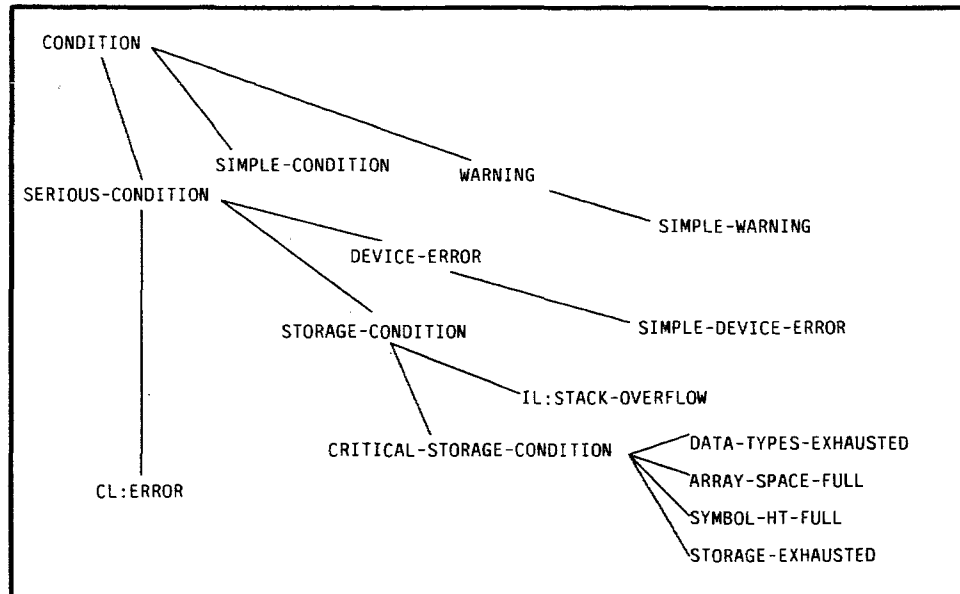 CONDITION
SIMPLE-CONDITION
WARNING
SERIOUS-CONDITION
SIMPLE-WARNING
DEVICE-ERROR
SIMPLE-DEVICE-ERROR
STORAGE-CONDITION
IL:STACK-OVERFLOW
DATA-TYPES-EXHAUSTED
CRITICAL-STORAGE-CONDITION
ARRAY-SPACE-FULL
CL:ERROR
SYMBOL-HT-FULL
STORAGE-EXHAUSTED